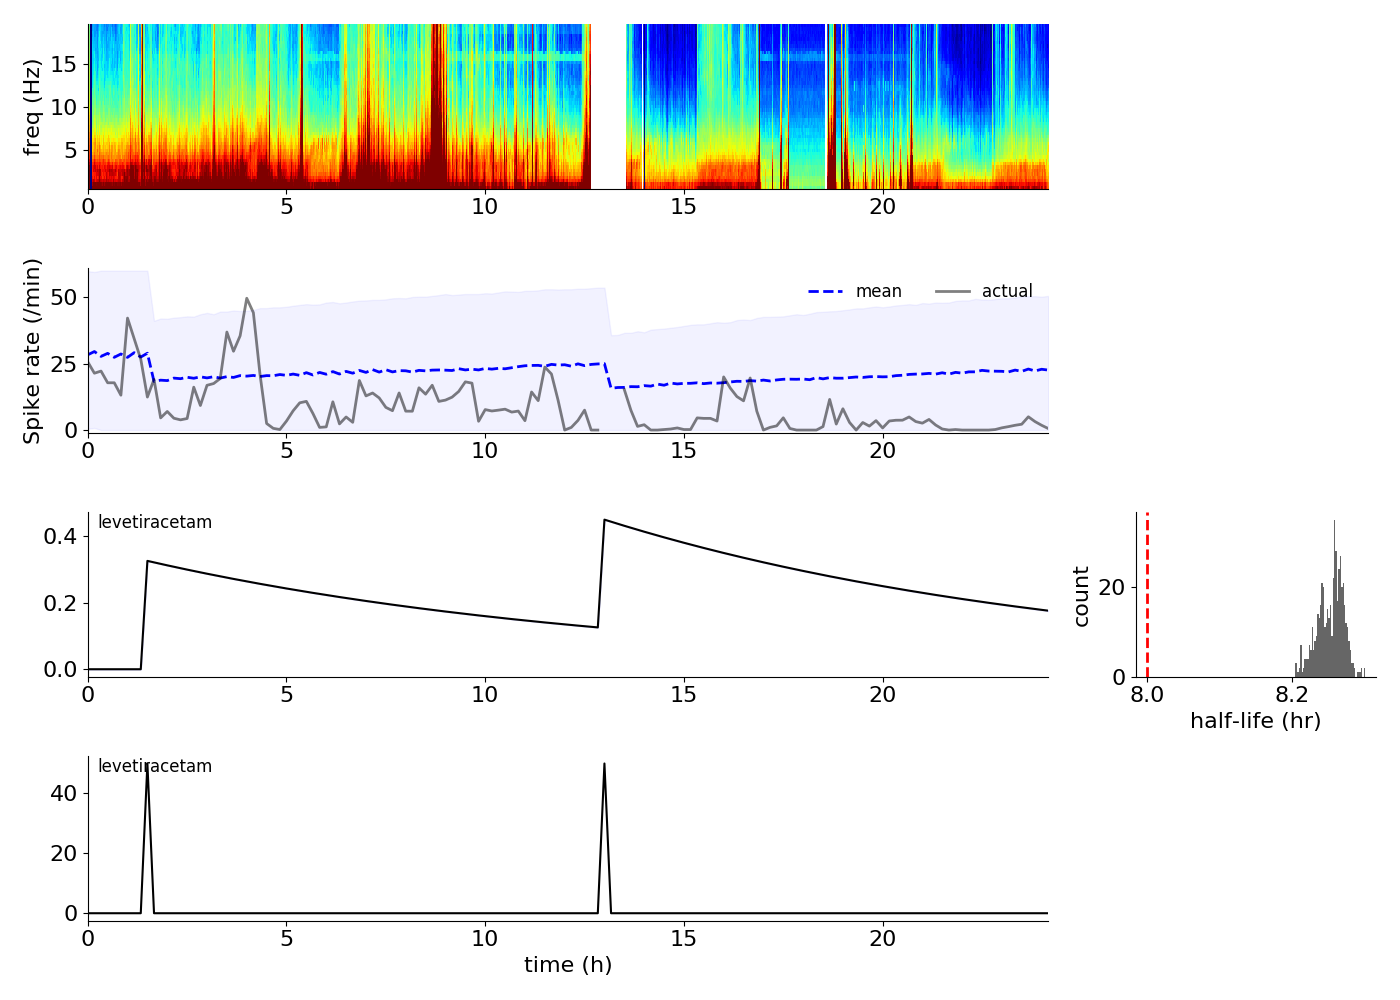 freq (Hz)
15
10
5
0 5 10 15 20
Spike rate (/min)
50
25
0
mean actual
0 5 10 15 20
levetiracetam
0.4
0.2
0.0
0 5 10 15 20
count
20
0
8.0 8.2
half-life (hr)
levetiracetam
40
20
0
0 5 10 15 20
time (h)